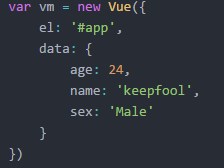 var vm = new Vue({
    el: '#app',
    data: {
        age: 24,
        name: 'keepfool',
        sex: 'Male'
    }
})